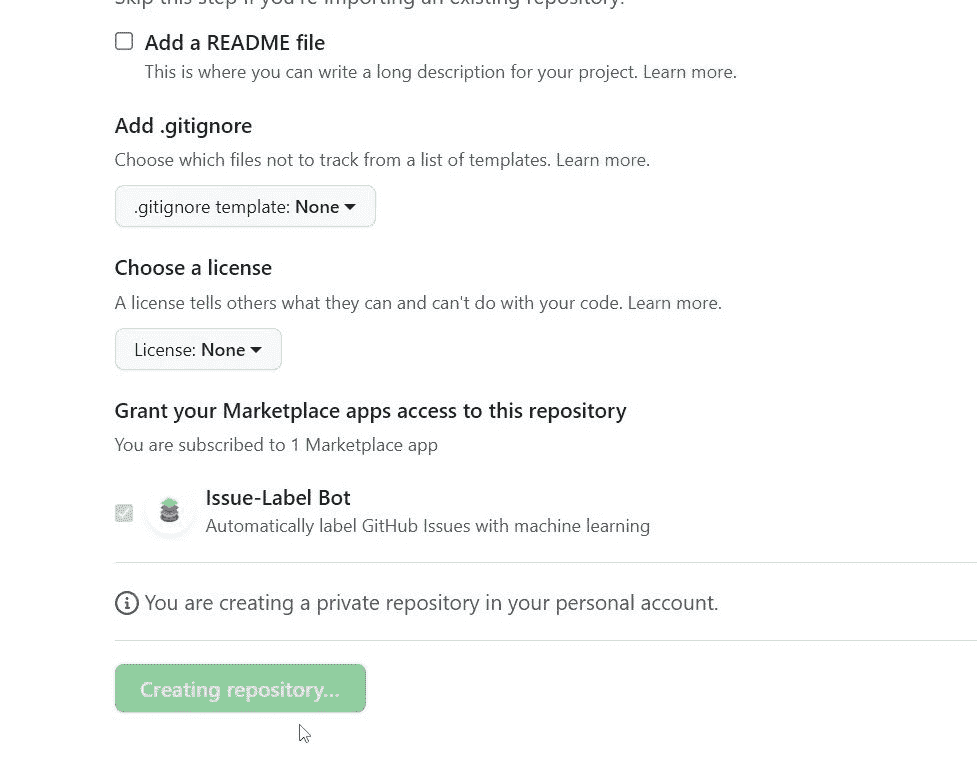 Skip this step if you're importing an existing repository.
Add a README file
This is where you can write a long description for your project. Learn more.
Add .gitignore
Choose which files not to track from a list of templates. Learn more.
.gitignore template: None
Choose a license
A license tells others what they can and can't do with your code. Learn more.
License: None
Grant your Marketplace apps access to this repository
You are subscribed to 1 Marketplace app
Issue-Label Bot
Automatically label GitHub Issues with machine learning
You are creating a private repository in your personal account.
Creating repository...